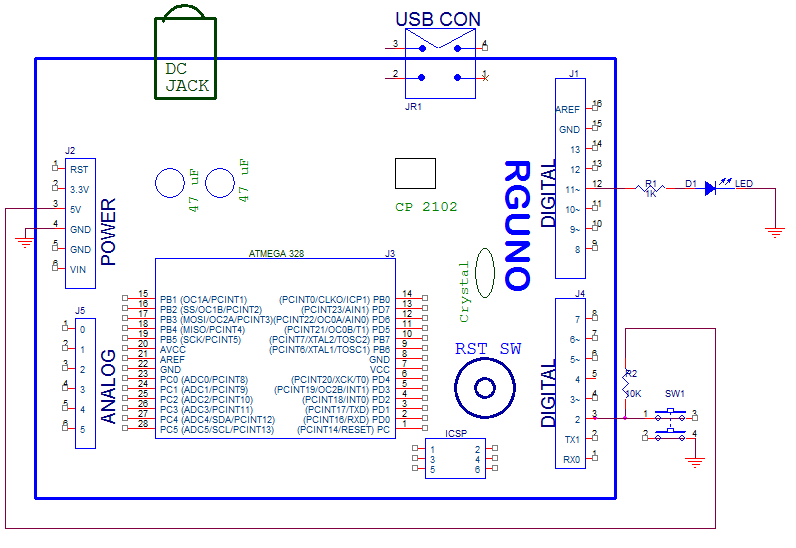 USB CON
3
4
2
1
JR1
DC
JACK
J1
AREF 16
GND 15
13 14
12 13
11~ 12
10~ 11
9~ 10
8 9
R1
1K
D1
LED
J2
1 RST
2 3.3V
3 5V
4 GND
5 GND
6 VIN
POWER
47 uF
47 uF
CP 2102
RGUNO
DIGITAL
Crystal
RST SW
ATMEGA 328
J3
15 PB1 (OC1A/PCINT1) (PCINT0/CLKO/ICP1) PB0 14
16 PB2 (SS/OC1B/PCINT2) (PCINT23/AIN1) PD7 13
17 PB3 (MOSI/OC2A/PCINT3) (PCINT22/OC0A/AIN0) PD6 12
18 PB4 (MISO/PCINT4) (PCINT21/OC0B/T1) PD5 11
19 PB5 (SCK/PCINT5) (PCINT7/XTAL2/TOSC2) PB7 10
20 AVCC (PCINT6/XTAL1/TOSC1) PB6 9
21 AREF GND 8
22 GND VCC 7
23 PC0 (ADC0/PCINT8) (PCINT20/XCK/T0) PD4 6
24 PC1 (ADC1/PCINT9) (PCINT19/OC2B/INT1) PD3 5
25 PC2 (ADC2/PCINT10) (PCINT18/INT0) PD2 4
26 PC3 (ADC3/PCINT11) (PCINT17/TXD) PD1 3
27 PC4 (ADC4/SDA/PCINT12) (PCINT16/RXD) PD0 2
28 PC5 (ADC5/SCL/PCINT13) (PCINT14/RESET) PC 1
J5
1 0
2 1
3 2
4 3
5 4
6 5
ANALOG
ICSP
1 2
3 4
5 6
J4
7 8
6~ 7
5~ 6
4 5
3~ 4
2 3
TX1 2
RX0 1
DIGITAL
R2
10K
SW1
1 3
2 4